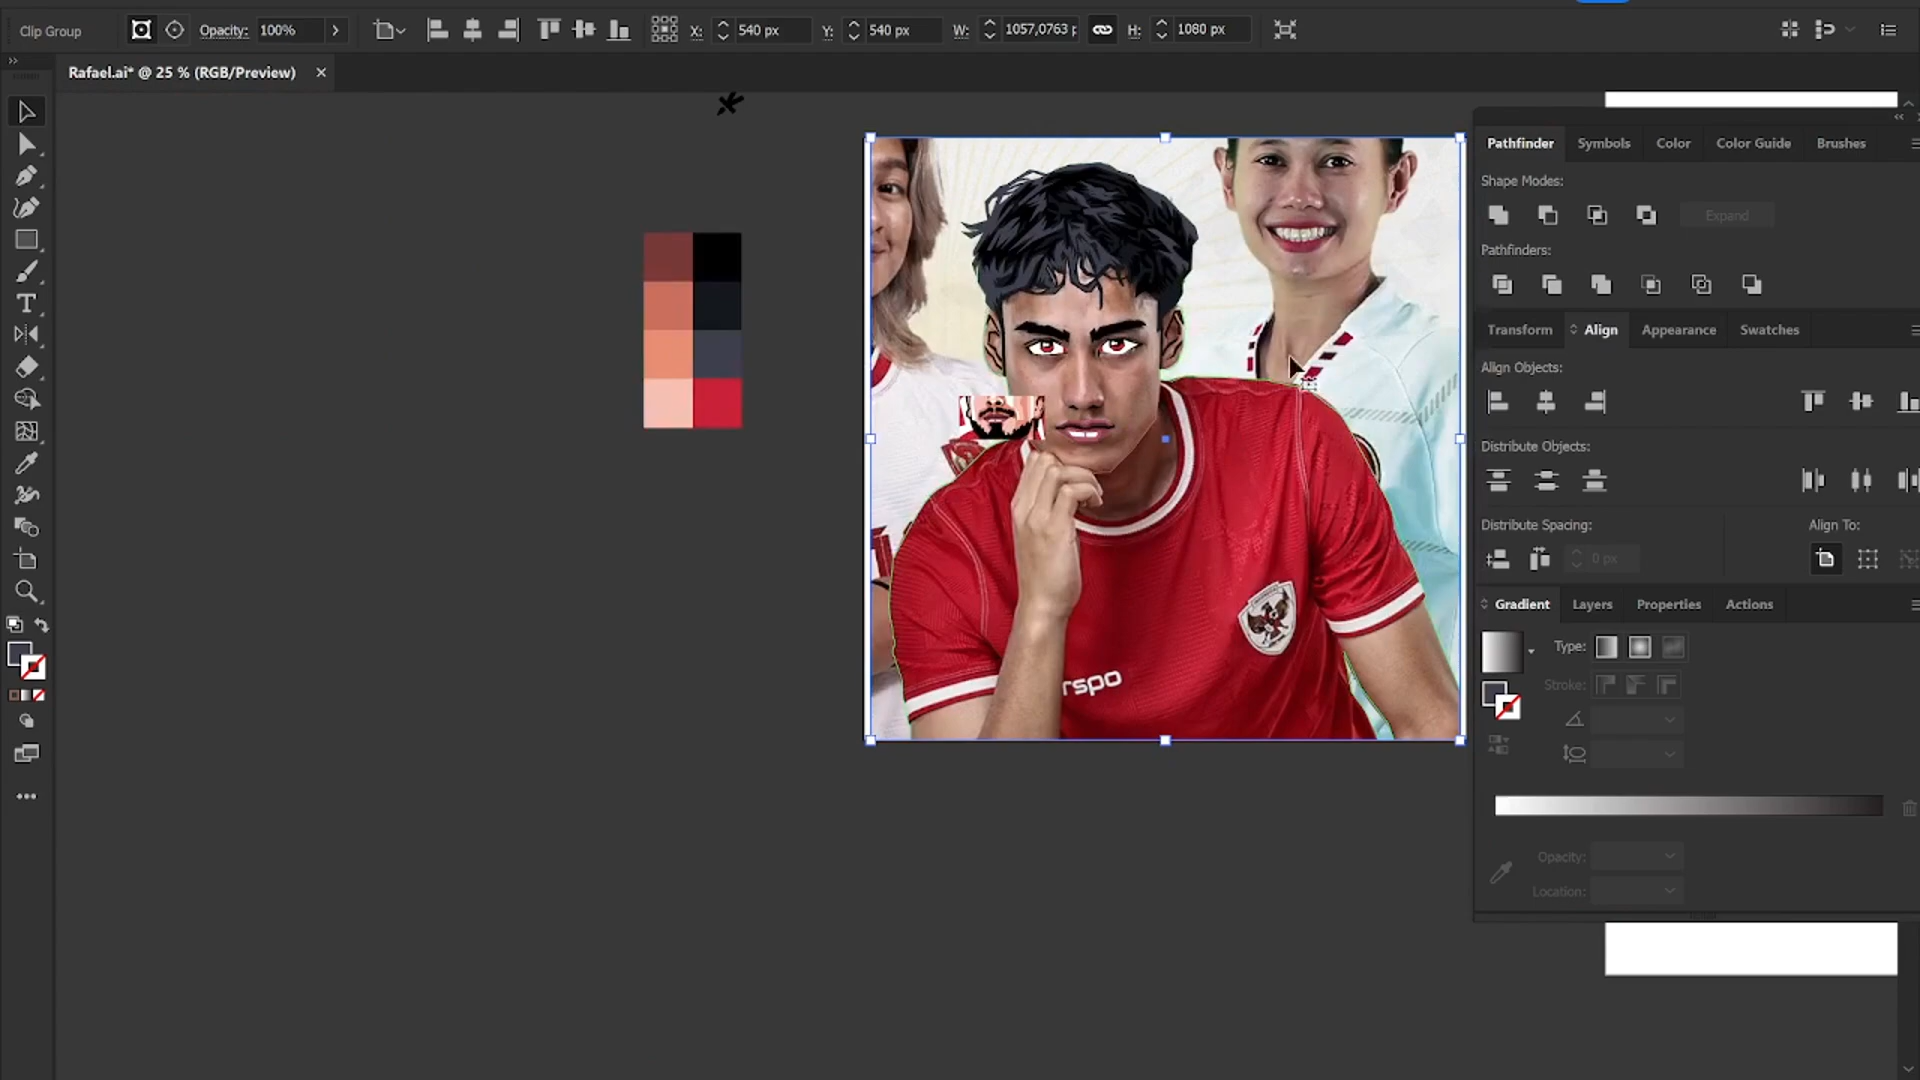 Clip Group
Opacity:
100%
X:
540 px
Y:
540 px
W:
1057,0763 p
H:
1080 px
Rafael.ai* @ 25 % (RGB/Preview)
Pathfinder
Symbols
Color
Color Guide
Brushes
Shape Modes:
Expand
Pathfinders:
Transform
Align
Appearance
Swatches
Align Objects:
Distribute Objects:
Distribute Spacing:
Align To:
0 px
Gradient
Layers
Properties
Actions
Type:
Stroke:
Opacity:
Location:
rspo